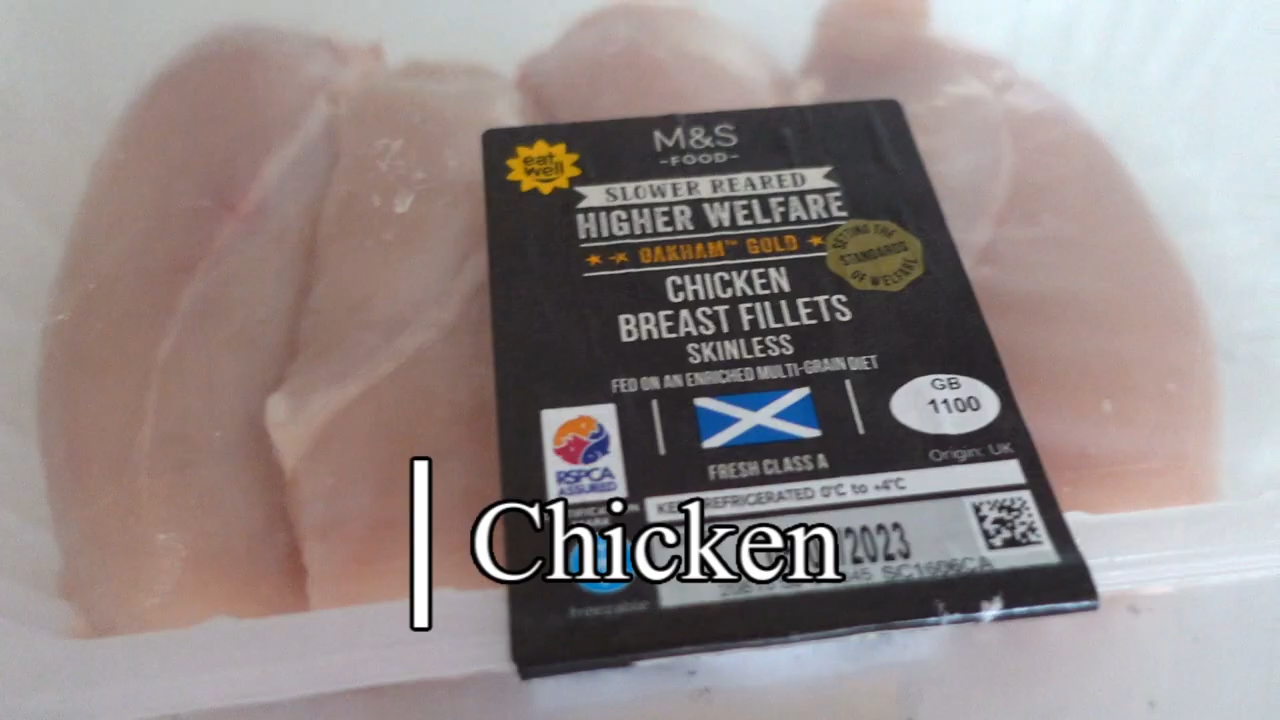 M&S
-FOOD-
eat
well
SLOWER REARED
HIGHER WELFARE
OAKHAM™ GOLD
SETTING THE
STANDARDS
OF WELFARE
CHICKEN
BREAST FILLETS
SKINLESS
FED ON AN ENRICHED MULTI-GRAIN DIET
GB
1100
RSPCA
ASSURED
FRESH CLASS A
Origin: UK
REFRIGERATED 0°C to +4°C
2023
Chicken
freezable